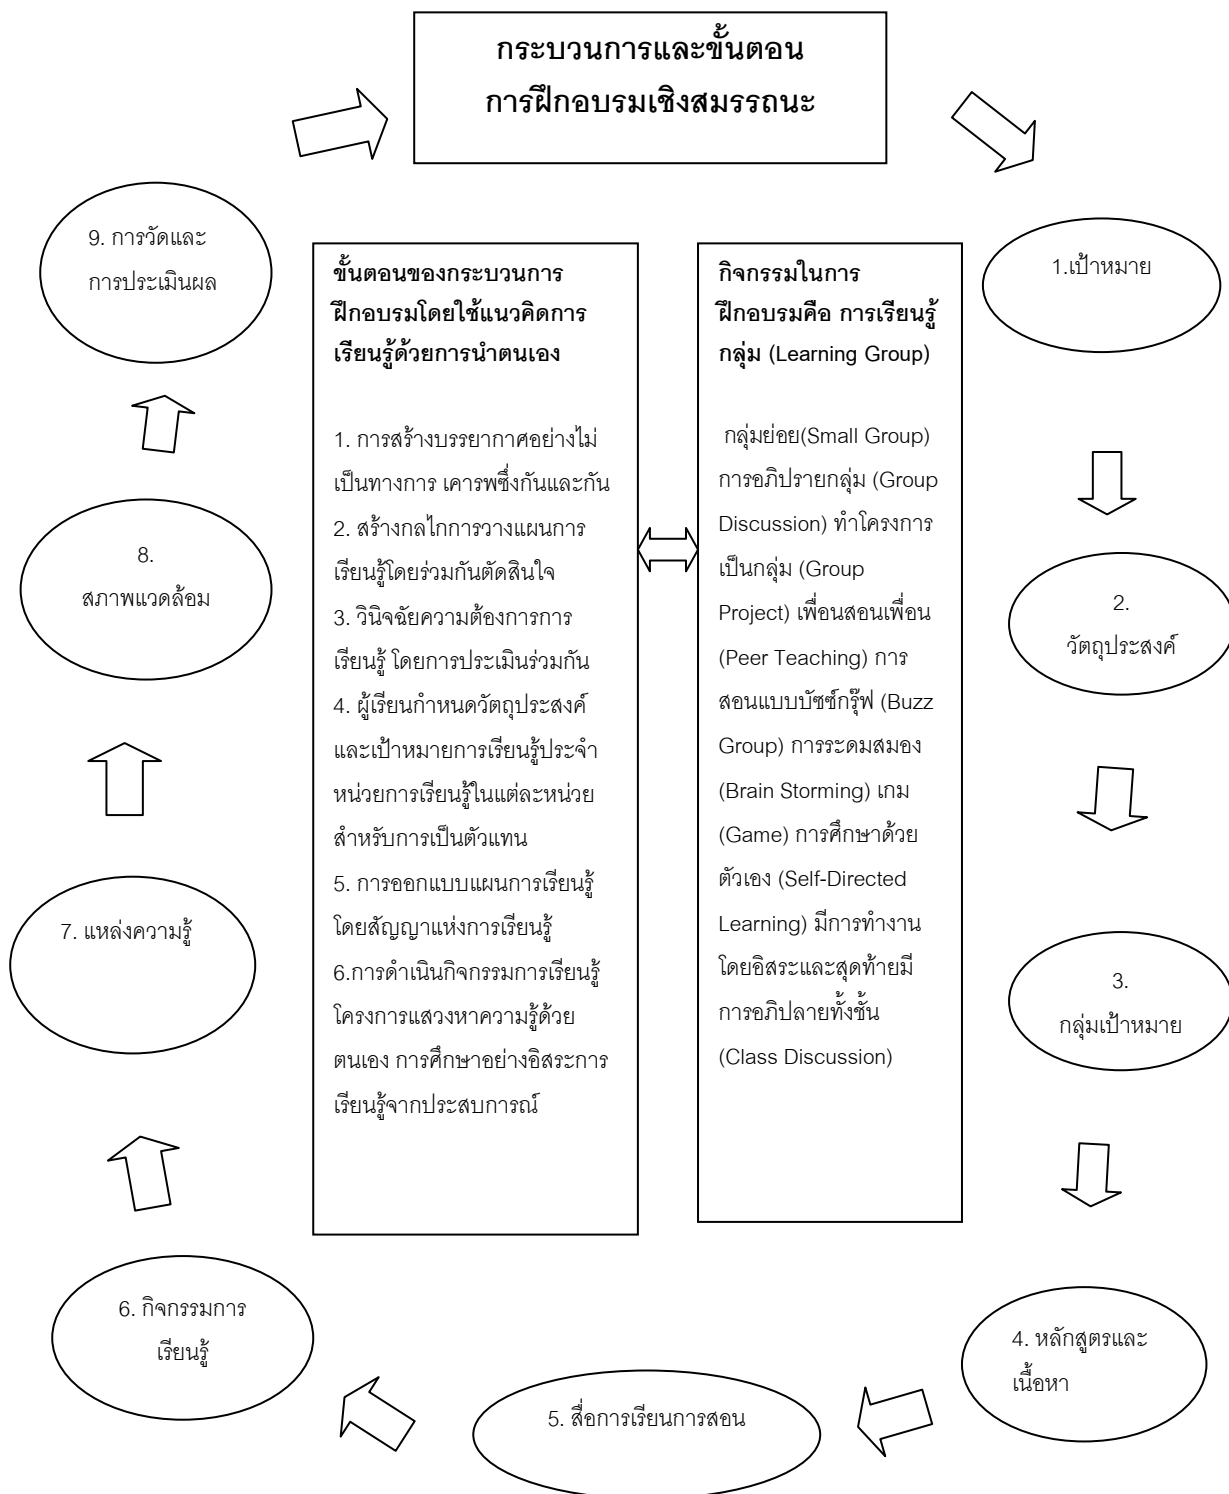 กระบวนการและขั้นตอน
การฝึกอบรมเชิงสมรรถนะ
1.เป้าหมาย
2.
วัตถุประสงค์
3.
กลุ่มเป้าหมาย
4. หลักสูตรและ
เนื้อหา
5. สื่อการเรียนการสอน
6. กิจกรรมการ
เรียนรู้
7. แหล่งความรู้
8.
สภาพแวดล้อม
9. การวัดและ
การประเมินผล
ขั้นตอนของกระบวนการ
ฝึกอบรมโดยใช้แนวคิดการ
เรียนรู้ด้วยการนำตนเอง
1. การสร้างบรรยากาศอย่างไม่
เป็นทางการ เคารพซึ่งกันและกัน
2. สร้างกลไกการวางแผนการ
เรียนรู้โดยร่วมกันตัดสินใจ
3. วินิจฉัยความต้องการการ
เรียนรู้ โดยการประเมินร่วมกัน
4. ผู้เรียนกำหนดวัตถุประสงค์
และเป้าหมายการเรียนรู้ประจำ
หน่วยการเรียนรู้ในแต่ละหน่วย
สำหรับการเป็นตัวแทน
5. การออกแบบแผนการเรียนรู้
โดยสัญญาแห่งการเรียนรู้
6.การดำเนินกิจกรรมการเรียนรู้
โครงการแสวงหาความรู้ด้วย
ตนเอง การศึกษาอย่างอิสระการ
เรียนรู้จากประสบการณ์
กิจกรรมในการ
ฝึกอบรมคือ การเรียนรู้
กลุ่ม (Learning Group)
กลุ่มย่อย(Small Group)
การอภิปรายกลุ่ม (Group
Discussion) ทำโครงการ
เป็นกลุ่ม (Group
Project) เพื่อนสอนเพื่อน
(Peer Teaching) การ
สอนแบบบัซซ์กรุ๊ฟ (Buzz
Group) การระดมสมอง
(Brain Storming) เกม
(Game) การศึกษาด้วย
ตัวเอง (Self-Directed
Learning) มีการทำงาน
โดยอิสระและสุดท้ายมี
การอภิปลายทั้งชั้น
(Class Discussion)